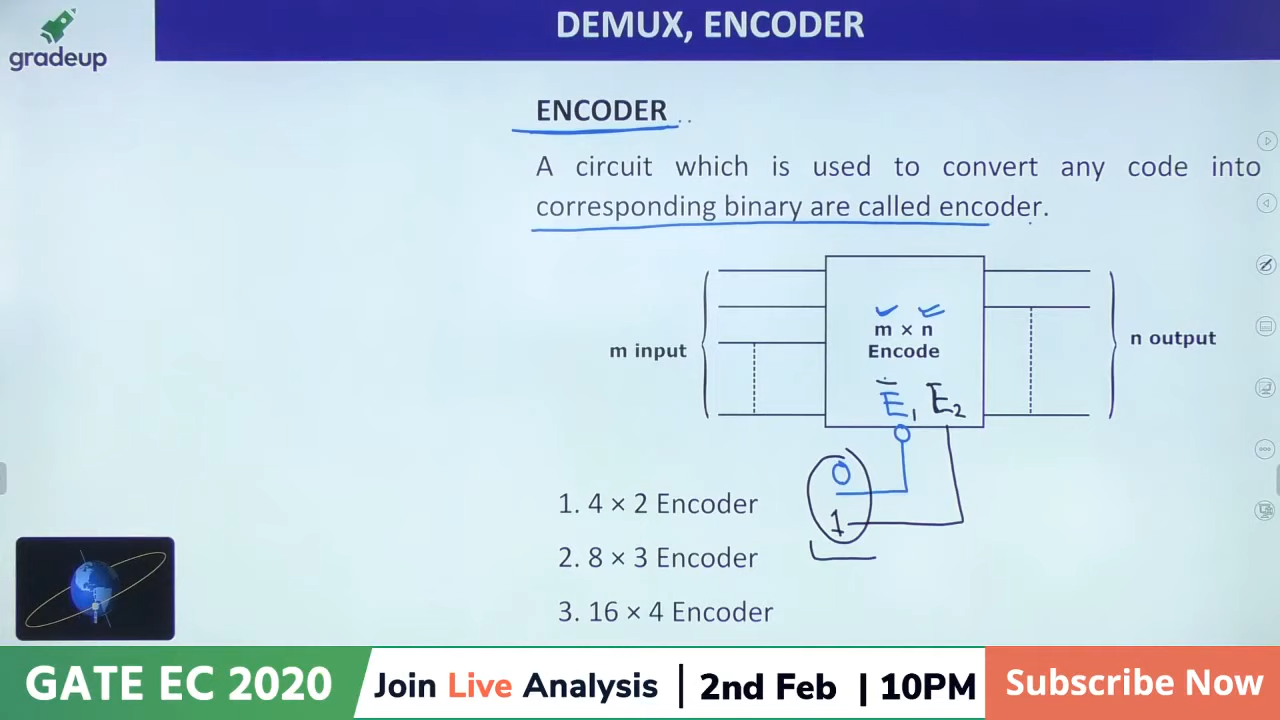 DEMUX, ENCODER
gradeup
ENCODER
A circuit which is used to convert any code into
corresponding binary are called encoder.
m × n
Encode
m input
n output
E̅₁ E₂
0
1
1. 4 × 2 Encoder
2. 8 × 3 Encoder
3. 16 × 4 Encoder
GATE EC 2020
Join Live Analysis | 2nd Feb | 10PM
Subscribe Now